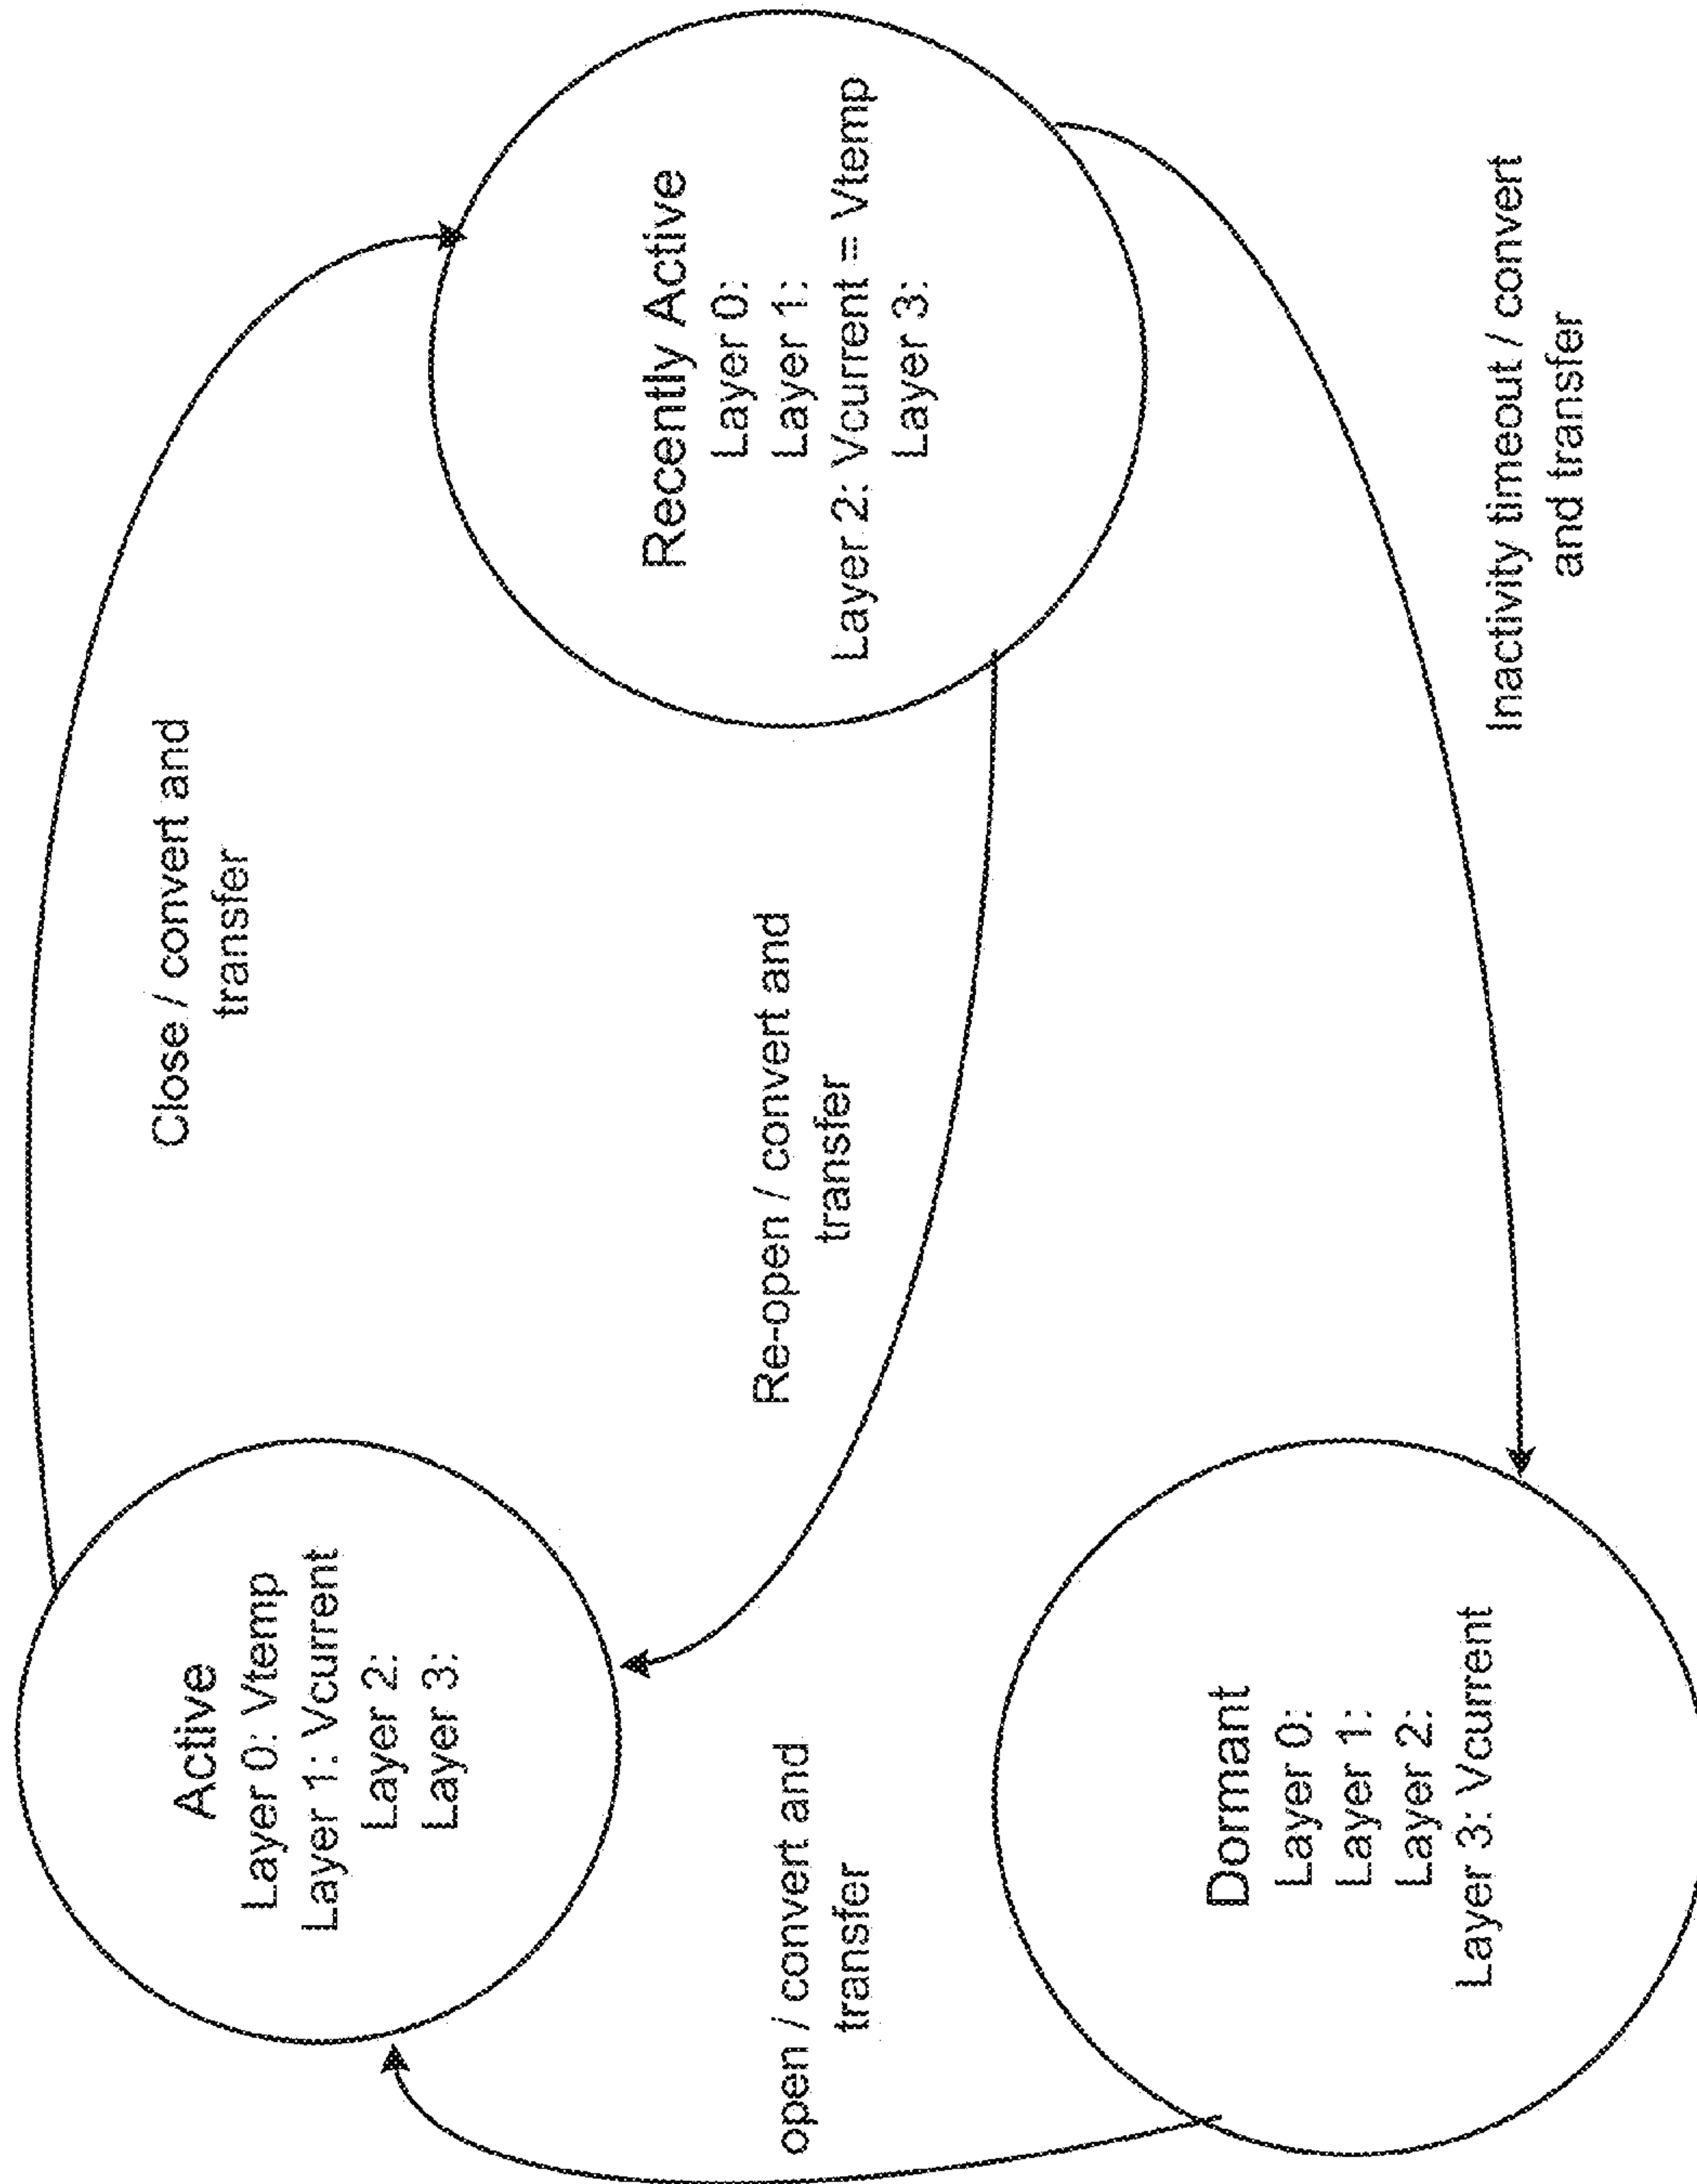 Active
Layer 0: Vtemp
Layer 1: Vcurrent
Layer 2:
Layer 3:
Close / convert and
transfer
Recently Active
Layer 0:
Layer 1:
Layer 2: Vcurrent = Vtemp
Layer 3:
Re-open / convert and
transfer
open / convert and
transfer
Dormant
Layer 0:
Layer 1:
Layer 2:
Layer 3: Vcurrent
Inactivity timeout / convert
and transfer